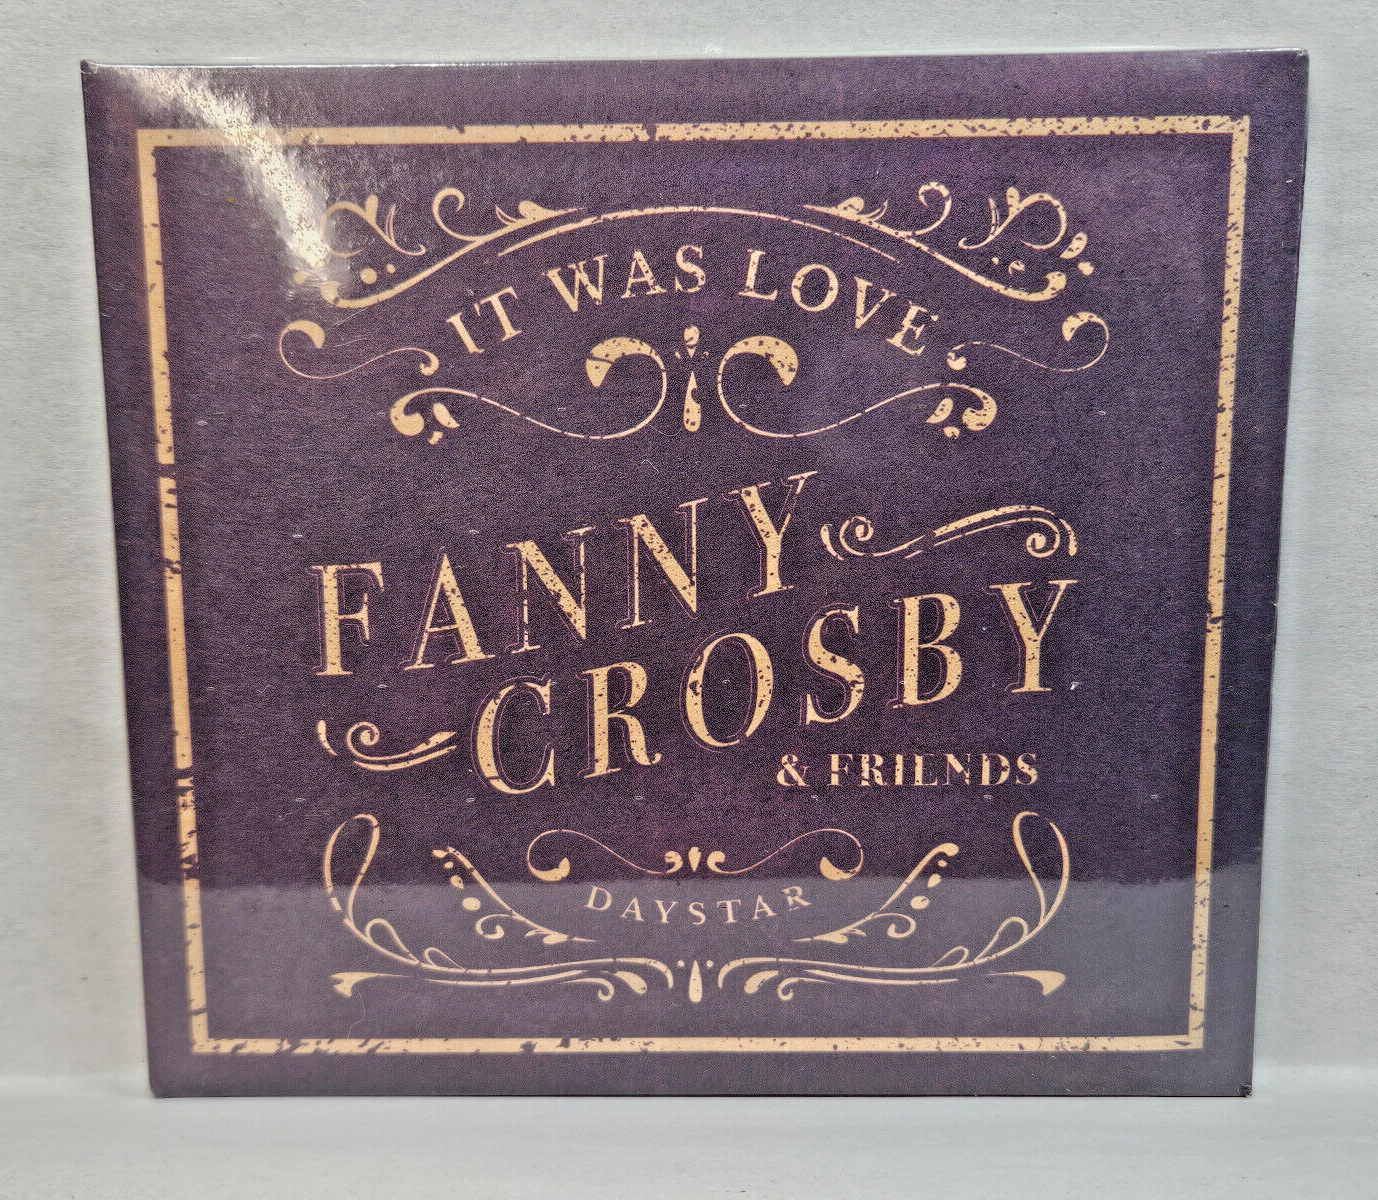 IT WAS LOVE
FANNY
CROSBY
& FRIENDS
DAYSTAR